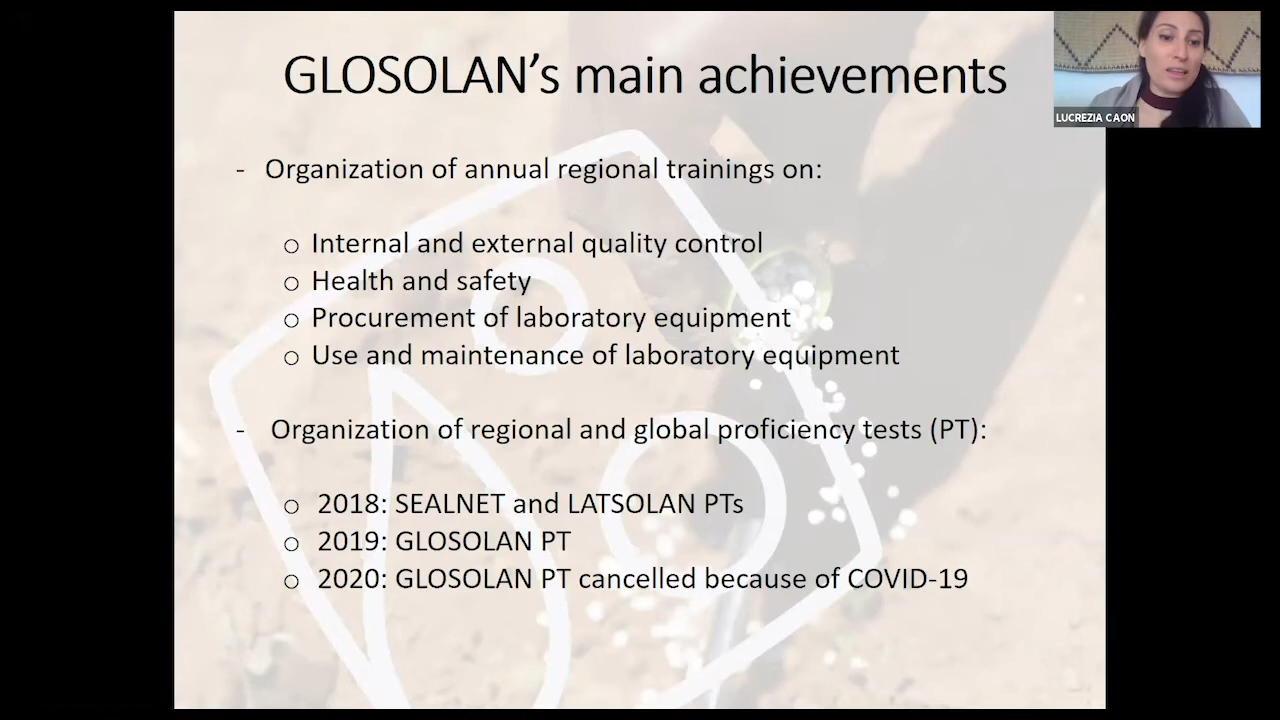 GLOSOLAN's main achievements
LUCREZIA CAON
- Organization of annual regional trainings on:
o Internal and external quality control
o Health and safety
o Procurement of laboratory equipment
o Use and maintenance of laboratory equipment
- Organization of regional and global proficiency tests (PT):
o 2018: SEALNET and LATSOLAN PTs
o 2019: GLOSOLAN PT
o 2020: GLOSOLAN PT cancelled because of COVID-19